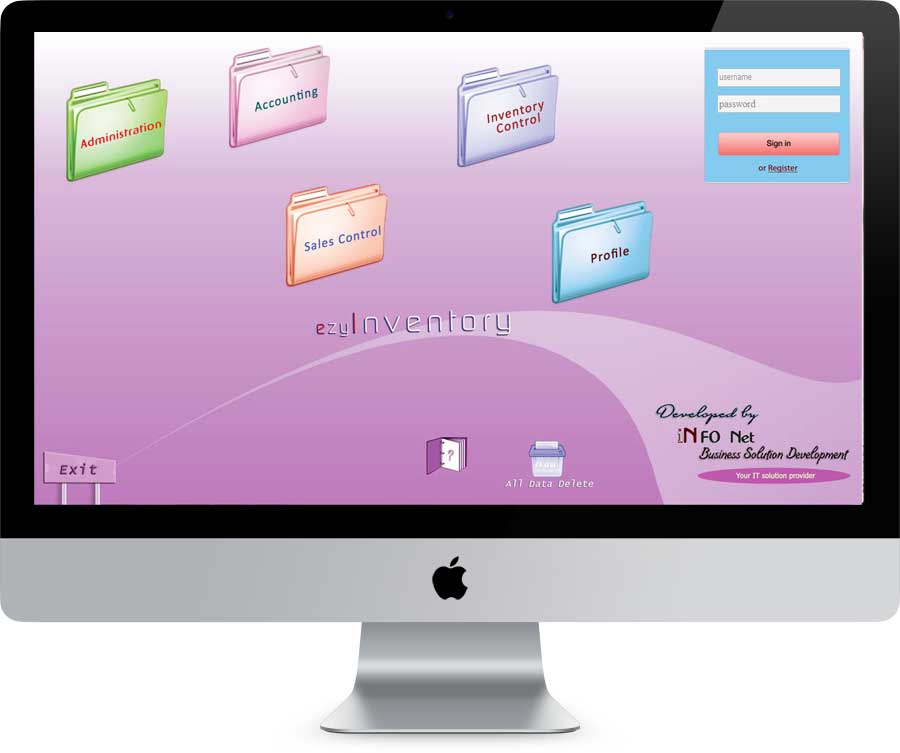 Administration
Accounting
Inventory
Control
username
password
Sign in
or Register
Sales Control
Profile
ezyInventory
Developed by
iNFO Net
Business Solution Development
Your IT solution provider
Exit
?
All Data Delete